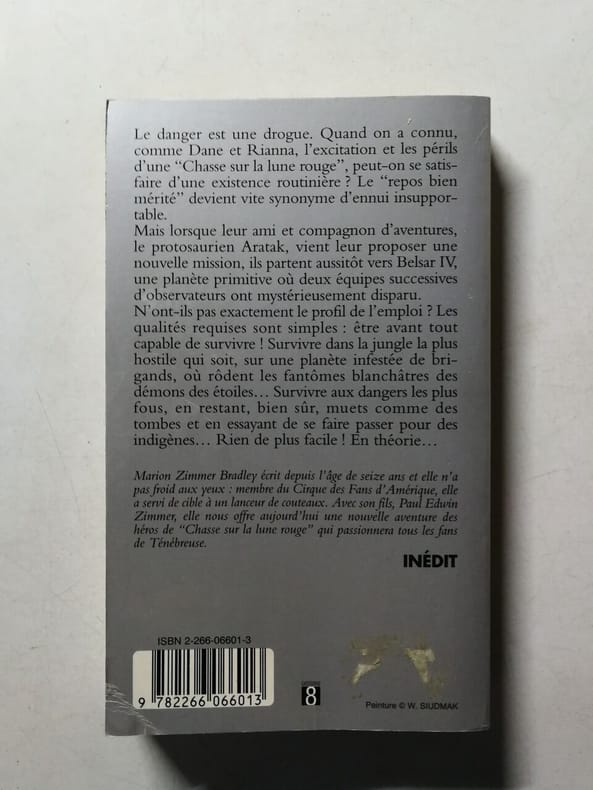 Le danger est une drogue. Quand on a connu,
comme Dane et Rianna, l'excitation et les périls
d'une “Chasse sur la lune rouge”, peut-on se satis-
faire d'une existence routinière ? Le “repos bien
mérité” devient vite synonyme d'ennui insuppor-
table.
Mais lorsque leur ami et compagnon d'aventures,
le protosaurien Aratak, vient leur proposer une
nouvelle mission, ils partent aussitôt vers Belsar IV,
une planète primitive où deux équipes successives
d'observateurs ont mystérieusement disparu.
N'ont-ils pas exactement le profil de l'emploi ? Les
qualités requises sont simples : être avant tout
capable de survivre ! Survivre dans la jungle la plus
hostile qui soit, sur une planète infestée de bri-
gands, où rôdent les fantômes blanchâtres des
démons des étoiles... Survivre aux dangers les plus
fous, en restant, bien sûr, muets comme des
tombes et en essayant de se faire passer pour des
indigènes... Rien de plus facile ! En théorie...
Marion Zimmer Bradley écrit depuis l'âge de seize ans et elle n'a
pas froid aux yeux : membre du Cirque des Fans d'Amérique, elle
a servi de cible à un lanceur de couteaux. Avec son fils, Paul Edwin
Zimmer, elle nous offre aujourd'hui une nouvelle aventure des
héros de “Chasse sur la lune rouge” qui passionnera tous les fans
de Ténébreuse.
INÉDIT
ISBN 2-266-06601-3
9 782266 066013
8
Peinture © W. SIUDMAK